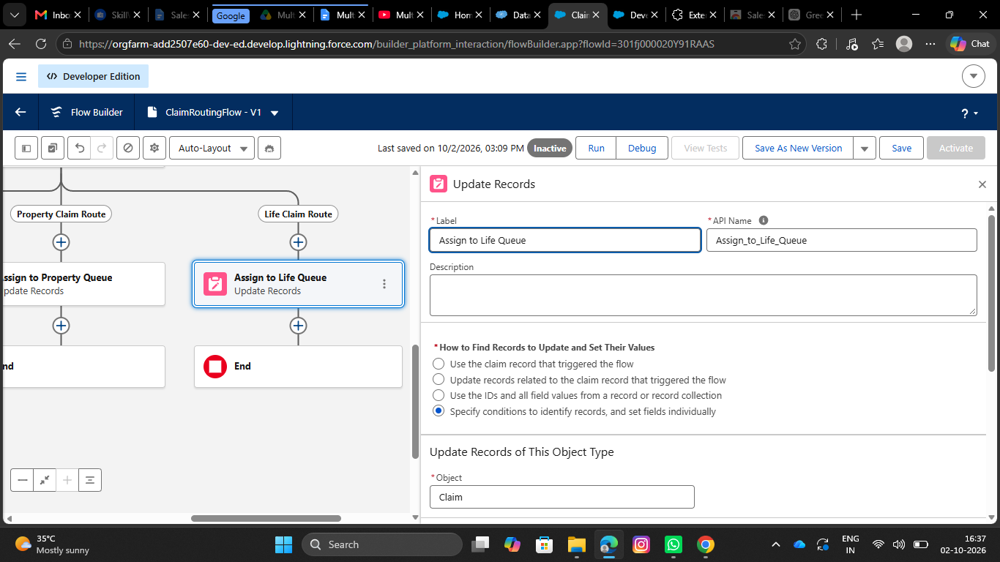 Inbo
SkillW
Sales
Google
Mult
Mult
Mult
Hom
Data
Clai
Deve
Exter
Sales
Gree
https://orgfarm-add2507e60-dev-ed.develop.lightning.force.com/builder_platform_interaction/flowBuilder.app?flowId=301fj000020Y91RAAS
Chat
Developer Edition
Flow Builder
ClaimRoutingFlow - V1
?
Auto-Layout
Last saved on 10/2/2026, 03:09 PM
Inactive
Run
Debug
View Tests
Save As New Version
Save
Activate
Property Claim Route
Life Claim Route
ssign to Property Queue
pdate Records
Assign to Life Queue
Update Records
nd
End
Update Records
*Label
Assign to Life Queue
*API Name
Assign_to_Life_Queue
Description
*How to Find Records to Update and Set Their Values
Use the claim record that triggered the flow
Update records related to the claim record that triggered the flow
Use the IDs and all field values from a record or record collection
Specify conditions to identify records, and set fields individually
Update Records of This Object Type
*Object
Claim
35°C
Mostly sunny
Search
ENG
IN
16:37
02-10-2026